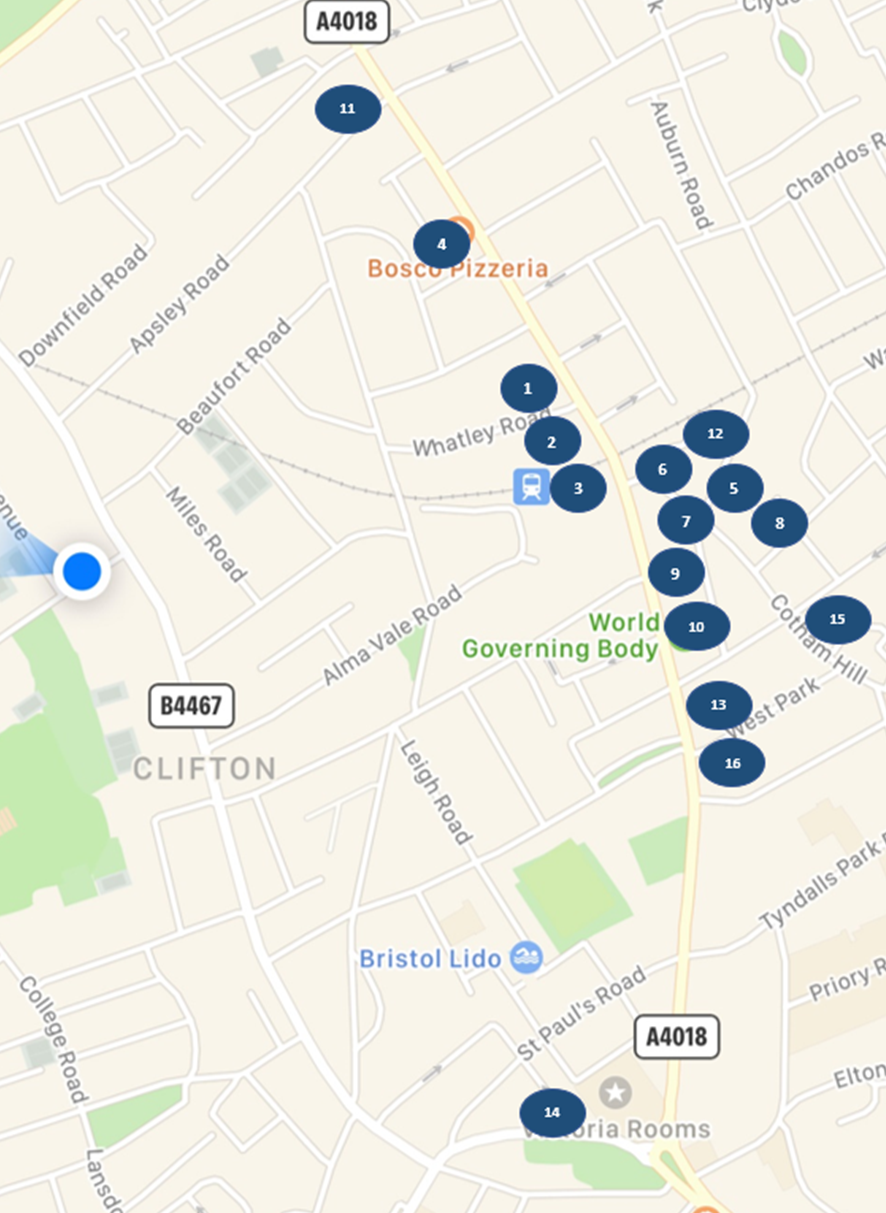 A4018
Clyde
k
11
Auburn Road
Chandos R
4
Bosco Pizzeria
Downfield Road
Apsley Road
Beaufort Road
1
Whatley Road
2
12
6
3
5
7
8
Miles Road
enue
9
Alma Vale Road
World
Governing Body
10
15
Cotham Hill
B4467
13
West Park
16
CLIFTON
Leigh Road
Tyndalls Park
Bristol Lido
Priory R
College Road
St Paul's Road
A4018
Elton
14
Victoria Rooms
Lansdo